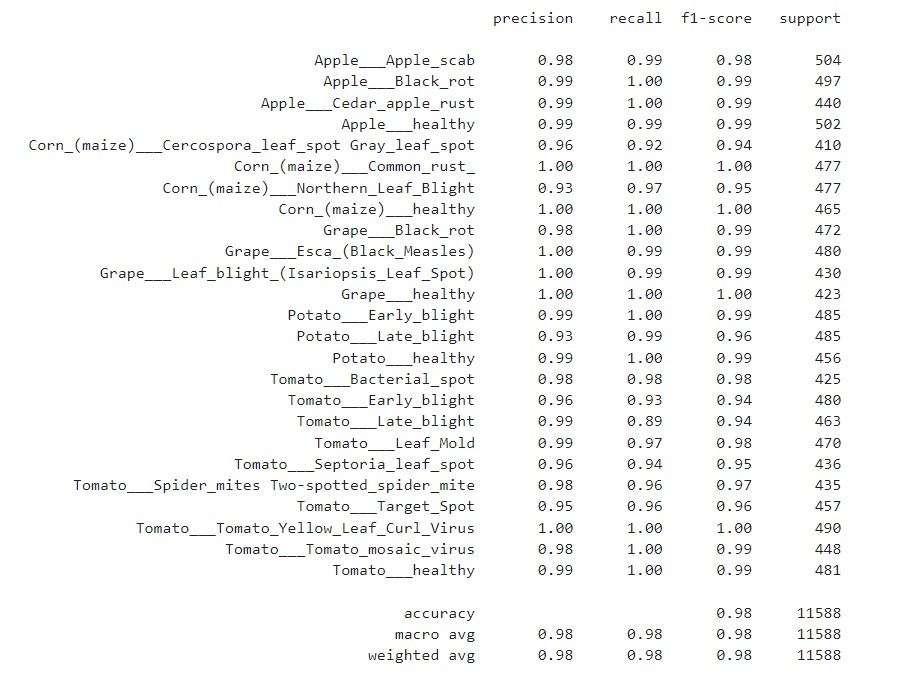 precision recall f1-score support
Apple___Apple_scab 0.98 0.99 0.98 504
Apple___Black_rot 0.99 1.00 0.99 497
Apple___Cedar_apple_rust 0.99 1.00 0.99 440
Apple___healthy 0.99 0.99 0.99 502
Corn_(maize)___Cercospora_leaf_spot Gray_leaf_spot 0.96 0.92 0.94 410
Corn_(maize)___Common_rust_ 1.00 1.00 1.00 477
Corn_(maize)___Northern_Leaf_Blight 0.93 0.97 0.95 477
Corn_(maize)___healthy 1.00 1.00 1.00 465
Grape___Black_rot 0.98 1.00 0.99 472
Grape___Esca_(Black_Measles) 1.00 0.99 0.99 480
Grape___Leaf_blight_(Isariopsis_Leaf_Spot) 1.00 0.99 0.99 430
Grape___healthy 1.00 1.00 1.00 423
Potato___Early_blight 0.99 1.00 0.99 485
Potato___Late_blight 0.93 0.99 0.96 485
Potato___healthy 0.99 1.00 0.99 456
Tomato___Bacterial_spot 0.98 0.98 0.98 425
Tomato___Early_blight 0.96 0.93 0.94 480
Tomato___Late_blight 0.99 0.89 0.94 463
Tomato___Leaf_Mold 0.99 0.97 0.98 470
Tomato___Septoria_leaf_spot 0.96 0.94 0.95 436
Tomato___Spider_mites Two-spotted_spider_mite 0.98 0.96 0.97 435
Tomato___Target_Spot 0.95 0.96 0.96 457
Tomato___Tomato_Yellow_Leaf_Curl_Virus 1.00 1.00 1.00 490
Tomato___Tomato_mosaic_virus 0.98 1.00 0.99 448
Tomato___healthy 0.99 1.00 0.99 481
accuracy 0.98 11588
macro avg 0.98 0.98 0.98 11588
weighted avg 0.98 0.98 0.98 11588